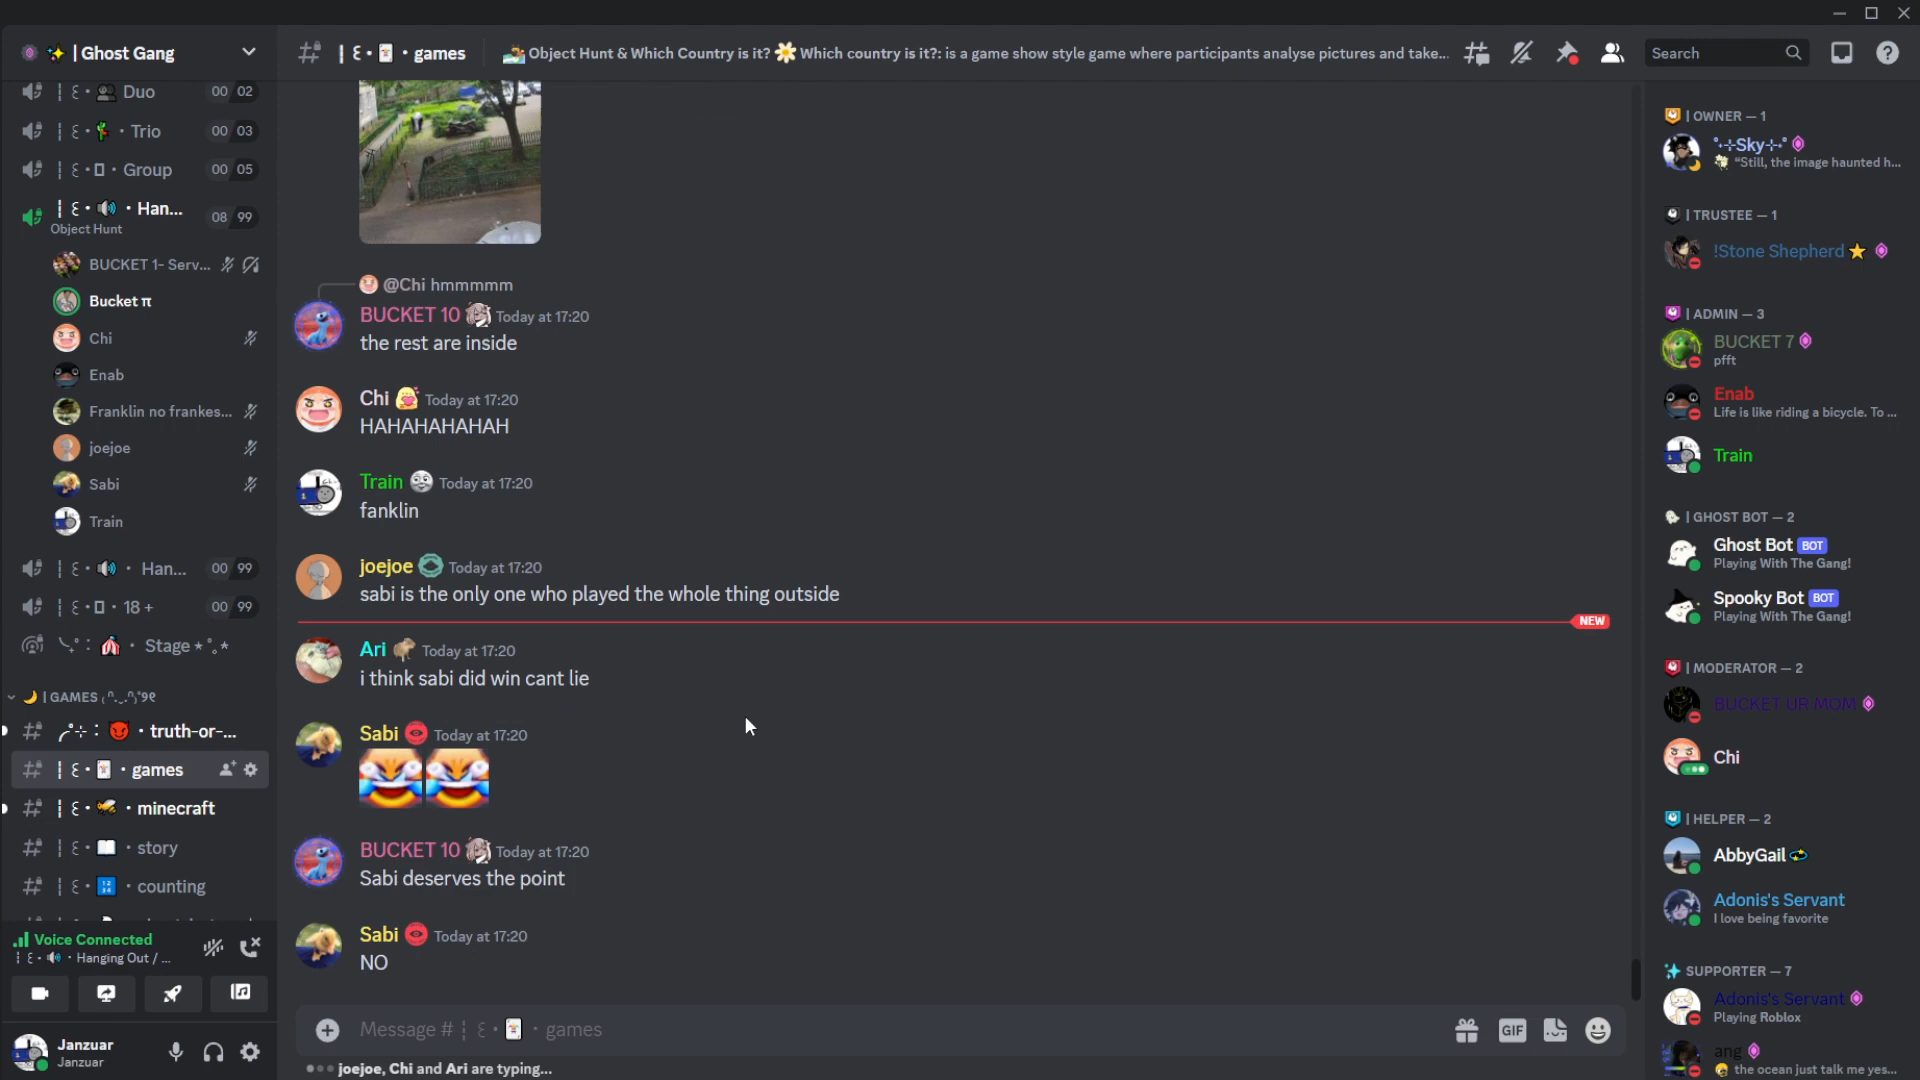 | Ghost Gang
Duo 00 02
Trio 00 03
Group 00 05
Han... 08 99
Object Hunt
BUCKET 1- Serv...
Bucket π
Chi
Enab
Franklin no frankes...
joejoe
Sabi
Train
Han... 00 99
18 + 00 99
Stage
| GAMES
truth-or-...
games
minecraft
story
counting
Voice Connected
Hanging Out / ...
Janzuar
Janzuar
games
Object Hunt & Which Country is it? Which country is it?: is a game show style game where participants analyse pictures and take...
Search
@Chi hmmmmm
BUCKET 10 Today at 17:20
the rest are inside
Chi Today at 17:20
HAHAHAHAHAH
Train Today at 17:20
fanklin
joejoe Today at 17:20
sabi is the only one who played the whole thing outside
NEW
Ari Today at 17:20
i think sabi did win cant lie
Sabi Today at 17:20
BUCKET 10 Today at 17:20
Sabi deserves the point
Sabi Today at 17:20
NO
Message # games
GIF
joejoe, Chi and Ari are typing...
| OWNER — 1
Sky
"Still, the image haunted h...
| TRUSTEE — 1
!Stone Shepherd
| ADMIN — 3
BUCKET 7
pfft
Enab
Life is like riding a bicycle. To ...
Train
| GHOST BOT — 2
Ghost Bot BOT
Playing With The Gang!
Spooky Bot BOT
Playing With The Gang!
| MODERATOR — 2
BUCKET UR MOM
Chi
| HELPER — 2
AbbyGail
Adonis's Servant
I love being favorite
SUPPORTER — 7
Adonis's Servant
Playing Roblox
ang
the ocean just talk me yes...